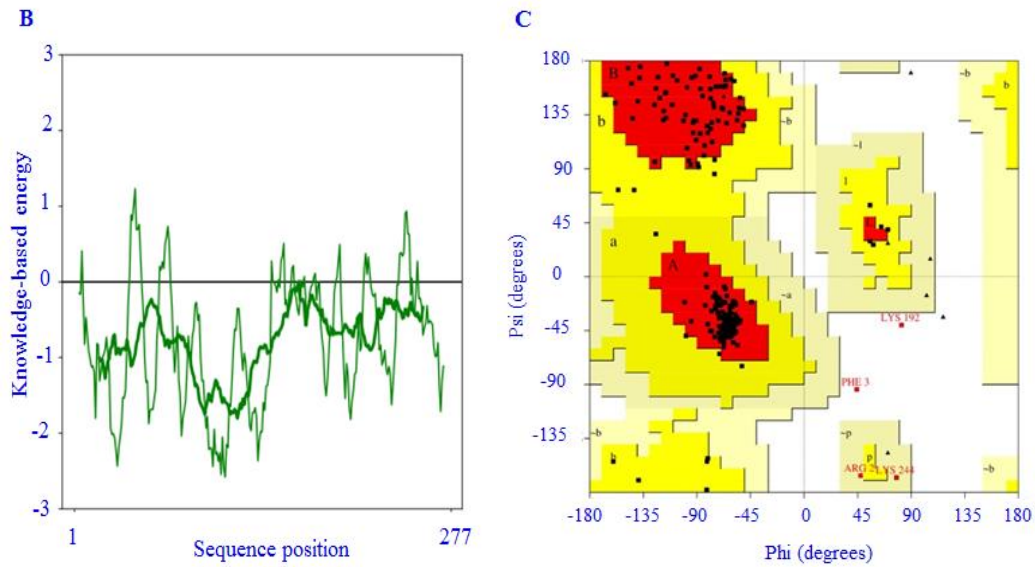 B
3
2
1
0
-1
-2
-3
Knowledge-based energy
1
277
Sequence position
C
180
135
90
45
0
-45
-90
-135
Psi (degrees)
B
b
~b
~b
b
~l
l
a
A
~a
LYS 192
PHE 3
~b
b
~p
p
ARG 2
LYS 244
~b
-180
-135
-90
-45
0
45
90
135
180
Phi (degrees)